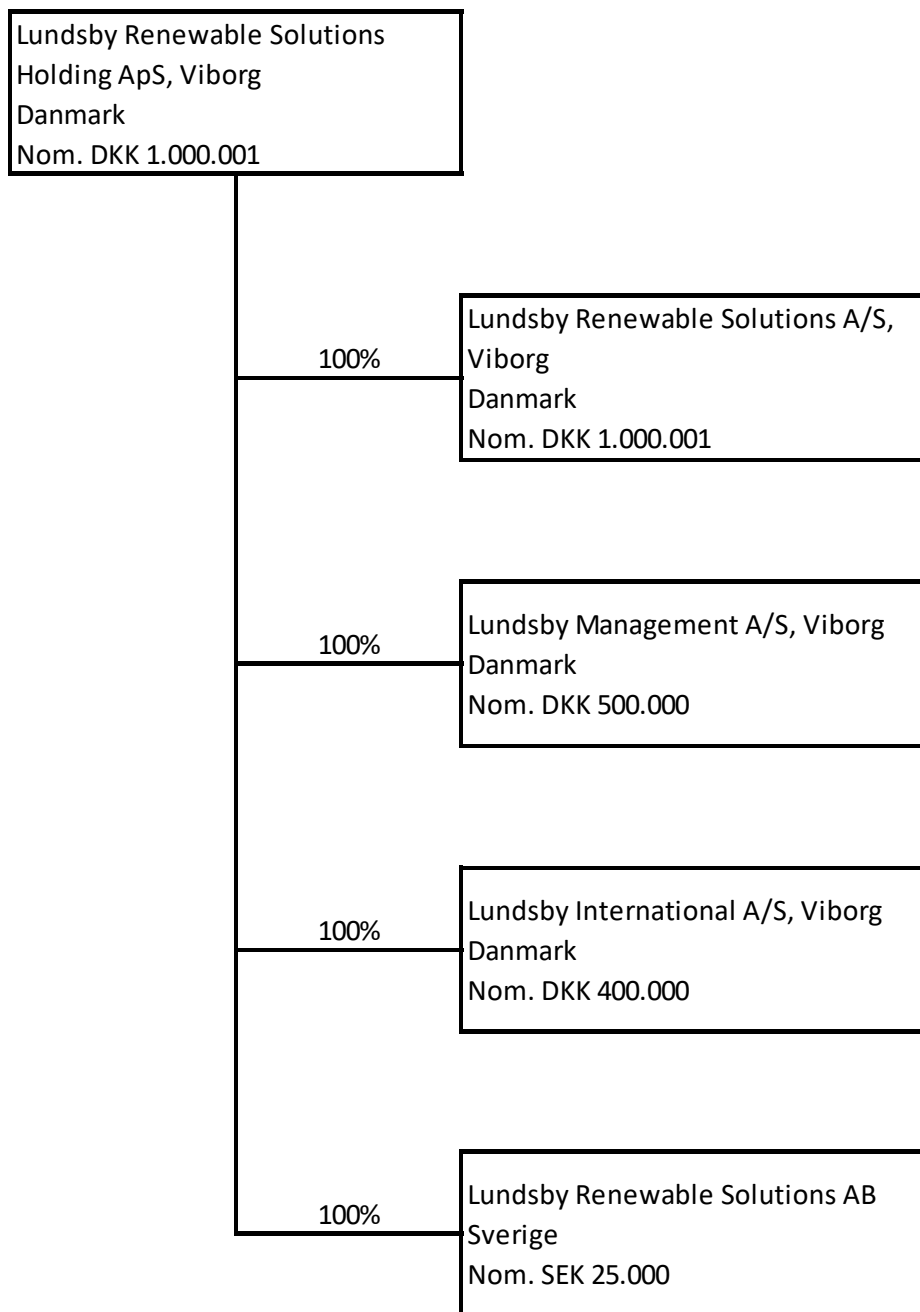 Lundsby Renewable Solutions
Holding ApS, Viborg
Danmark
Nom. DKK 1.000.001
100%
Lundsby Renewable Solutions A/S,
Viborg
Danmark
Nom. DKK 1.000.001
100%
Lundsby Management A/S, Viborg
Danmark
Nom. DKK 500.000
100%
Lundsby International A/S, Viborg
Danmark
Nom. DKK 400.000
100%
Lundsby Renewable Solutions AB
Sverige
Nom. SEK 25.000